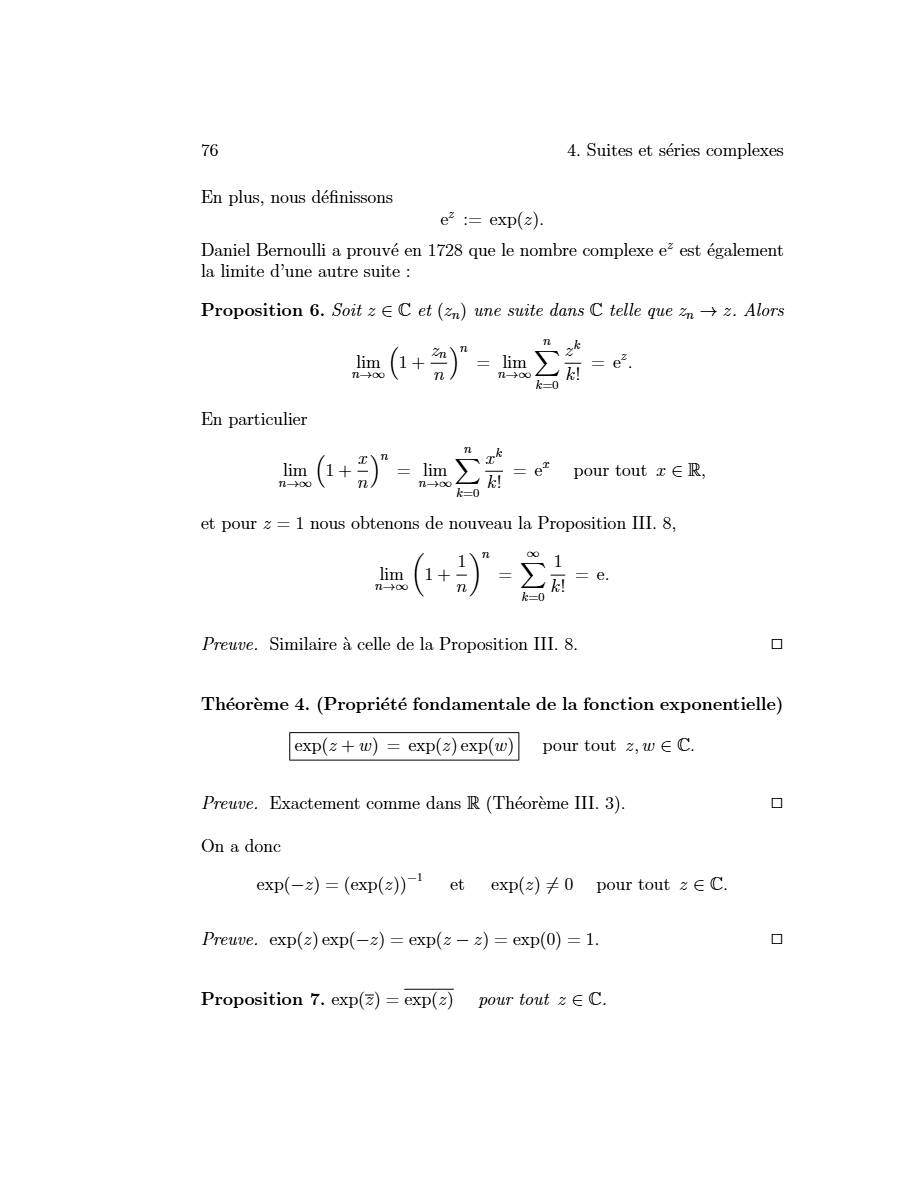 76 4. Suites et séries complexes
En plus, nous définissons
e^z := exp(z).
Daniel Bernoulli a prouvé en 1728 que le nombre complexe e^z est également
la limite d'une autre suite :
Proposition 6. Soit z ∈ ℂ et (z_n) une suite dans ℂ telle que z_n → z. Alors
lim_{n→∞} (1 + z_n/n)^n = lim_{n→∞} ∑_{k=0}^{n} z^k/k! = e^z.
En particulier
lim_{n→∞} (1 + x/n)^n = lim_{n→∞} ∑_{k=0}^{n} x^k/k! = e^x pour tout x ∈ ℝ,
et pour z = 1 nous obtenons de nouveau la Proposition III. 8,
lim_{n→∞} (1 + 1/n)^n = ∑_{k=0}^{∞} 1/k! = e.
Preuve. Similaire à celle de la Proposition III. 8. □
Théorème 4. (Propriété fondamentale de la fonction exponentielle)
exp(z + w) = exp(z) exp(w) pour tout z, w ∈ ℂ.
Preuve. Exactement comme dans ℝ (Théorème III. 3). □
On a donc
exp(−z) = (exp(z))^{−1} et exp(z) ≠ 0 pour tout z ∈ ℂ.
Preuve. exp(z) exp(−z) = exp(z − z) = exp(0) = 1. □
Proposition 7. exp(\overline{z}) = \overline{exp(z)} pour tout z ∈ ℂ.